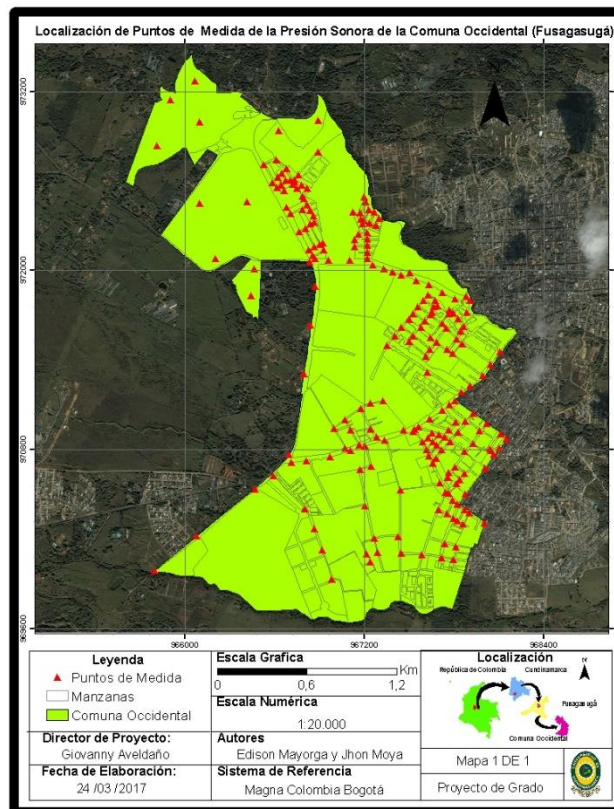 Localización de Puntos de Medida de la Presión Sonora de la Comuna Occidental (Fusagasugá)
973200
972000
970800
969600
966000
967200
968400
Leyenda
Puntos de Medida
Manzanas
Comuna Occidental
Director de Proyecto:
Giovanny Aveldaño
Fecha de Elaboración:
24 /03 /2017
Escala Grafica
Km
0
0,6
1,2
Escala Numérica
1:20.000
Autores
Edison Mayorga y Jhon Moya
Sistema de Referencia
Magna Colombia Bogotá
Localización
República de Colombia
Cundinamarca
Fusagasugá
Comuna Occidental
Mapa 1 DE 1
Proyecto de Grado